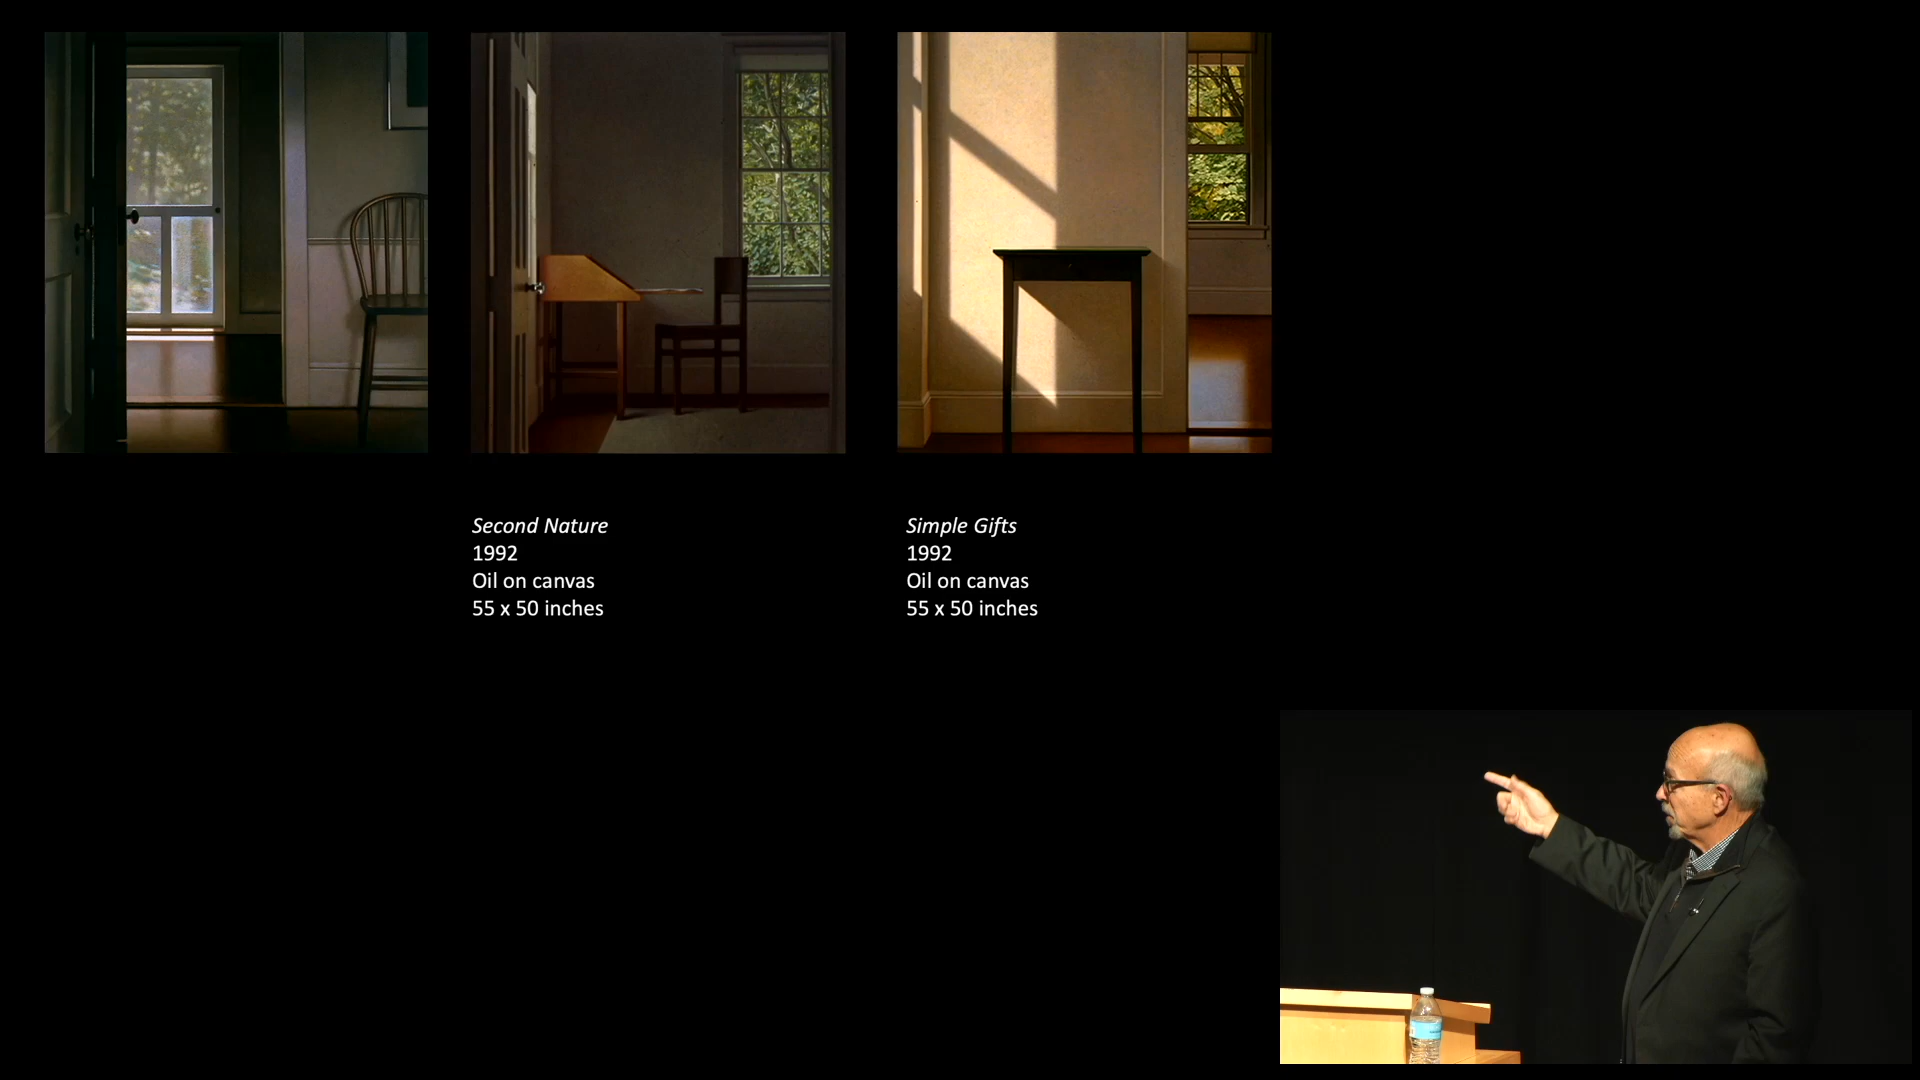 Second Nature
1992
Oil on canvas
55 x 50 inches
Simple Gifts
1992
Oil on canvas
55 x 50 inches